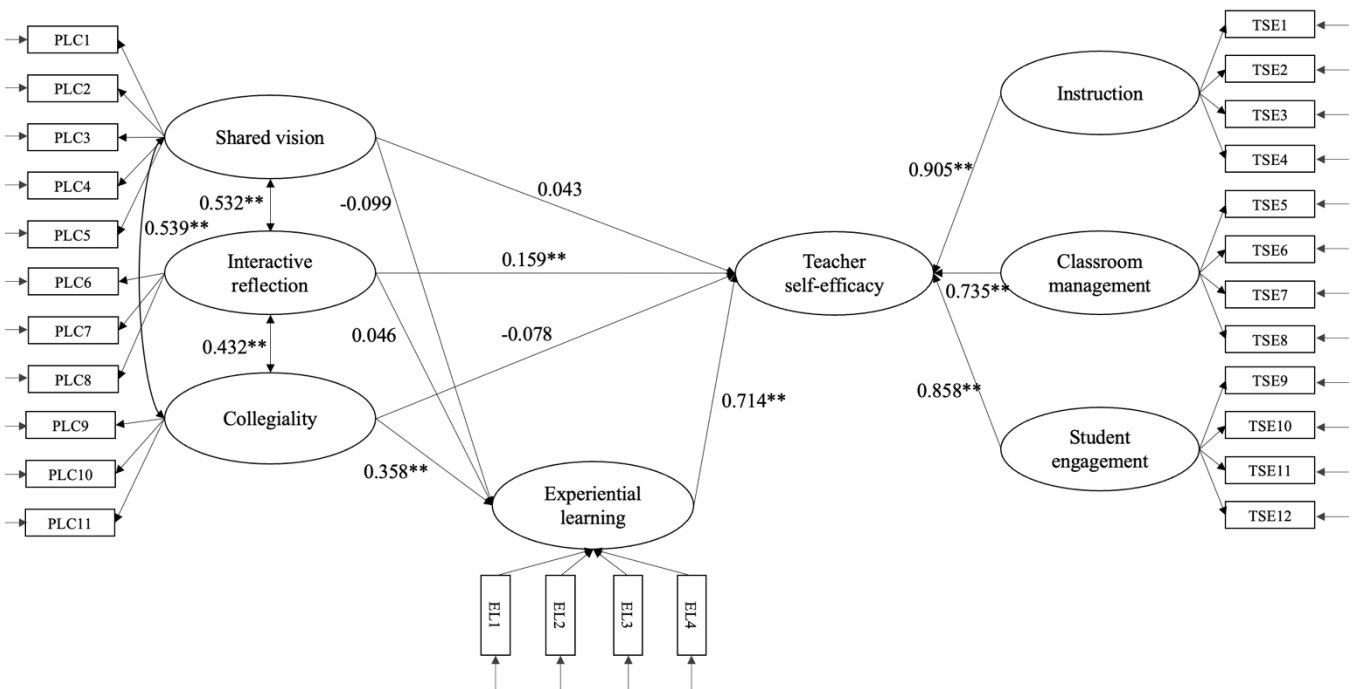 PLC1
PLC2
PLC3
PLC4
PLC5
PLC6
PLC7
PLC8
PLC9
PLC10
PLC11
Shared vision
0.532**
0.539**
Interactive
reflection
0.432**
Collegiality
-0.099
0.046
0.358**
0.043
0.159**
-0.078
0.714**
Experiential
learning
EL1
EL2
EL3
EL4
Teacher
self-efficacy
0.905**
0.735**
0.858**
Instruction
Classroom
management
Student
engagement
TSE1
TSE2
TSE3
TSE4
TSE5
TSE6
TSE7
TSE8
TSE9
TSE10
TSE11
TSE12